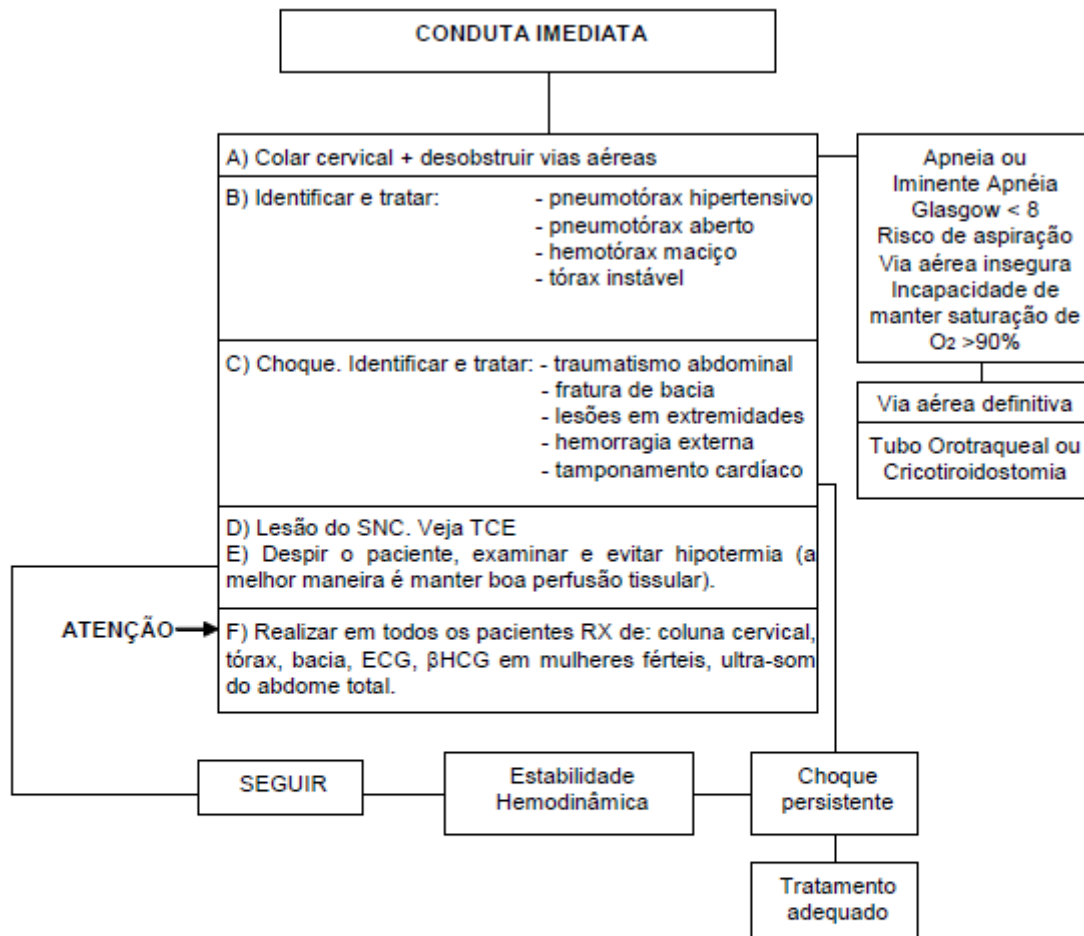 CONDUTA IMEDIATA
A) Colar cervical + desobstruir vias aéreas
B) Identificar e tratar: - pneumotórax hipertensivo
- pneumotórax aberto
- hemotórax maciço
- tórax instável
C) Choque. Identificar e tratar: - traumatismo abdominal
- fratura de bacia
- lesões em extremidades
- hemorragia externa
- tamponamento cardíaco
D) Lesão do SNC. Veja TCE
E) Despir o paciente, examinar e evitar hipotermia (a
melhor maneira é manter boa perfusão tissular).
ATENÇÃO
F) Realizar em todos os pacientes RX de: coluna cervical,
tórax, bacia, ECG, βHCG em mulheres férteis, ultra-som
do abdome total.
Apneia ou
Iminente Apnéia
Glasgow < 8
Risco de aspiração
Via aérea insegura
Incapacidade de
manter saturação de
O2 >90%
Via aérea definitiva
Tubo Orotraqueal ou
Cricotiroidostomia
SEGUIR
Estabilidade
Hemodinâmica
Choque
persistente
Tratamento
adequado